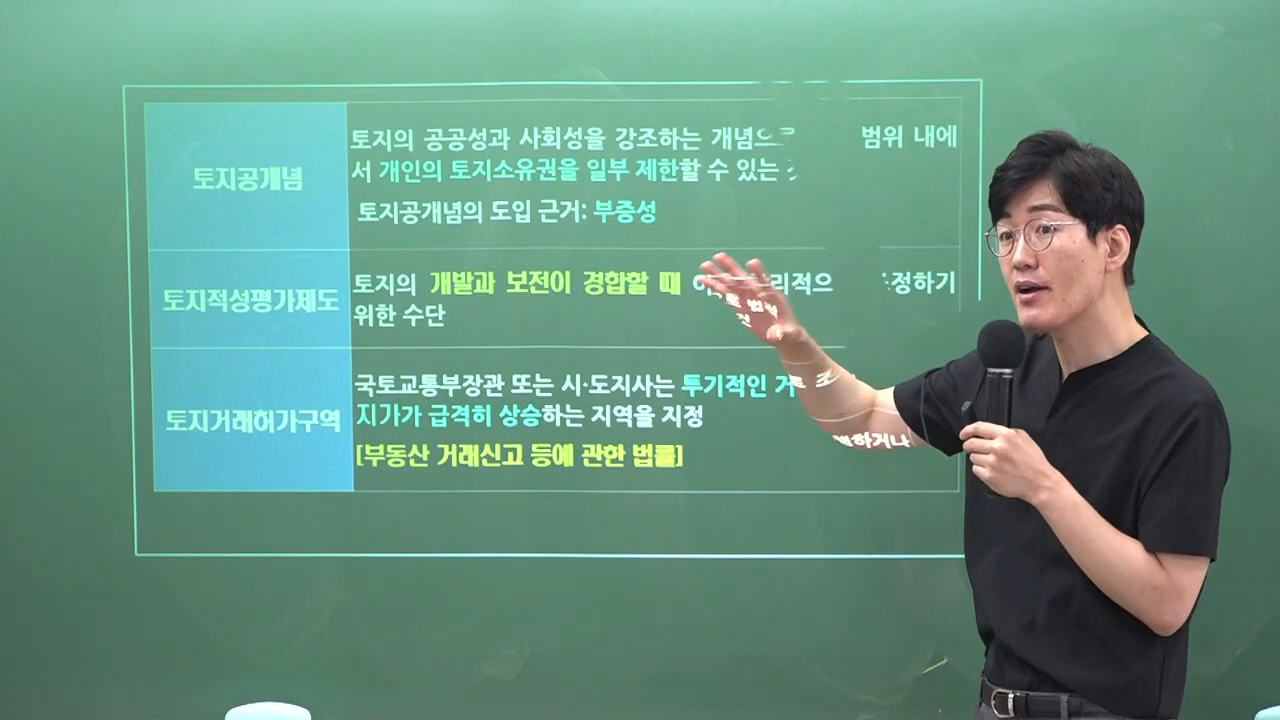 토지공개념
토지의 공공성과 사회성을 강조하는 범위 내에
서 개인의 토지소유권을 일부 제한할 수 있는
토지공개념의 도입 근거: 부증성
토지적성평가제도
토지의 개발과 보전이 경합할 때
위한 수단
토지거래허가구역
국토교통부장관 또는 시·도지사는 투기적인
지가가 급격히 상승하는 지역을 지정
[부동산 거래신고 등에 관한 법률]